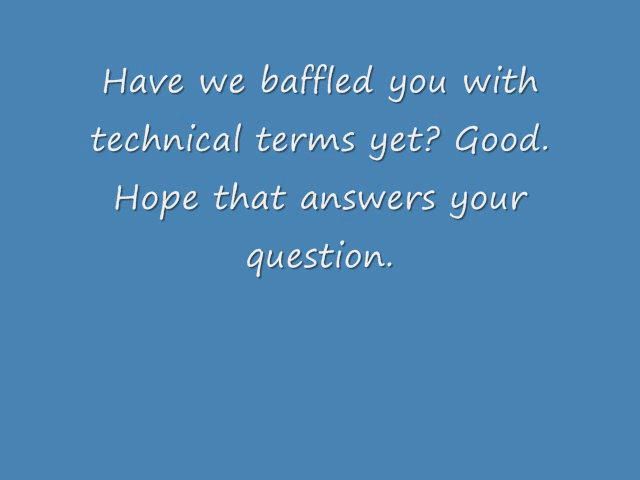 Have we baffled you with
technical terms yet? Good.
Hope that answers your
question.